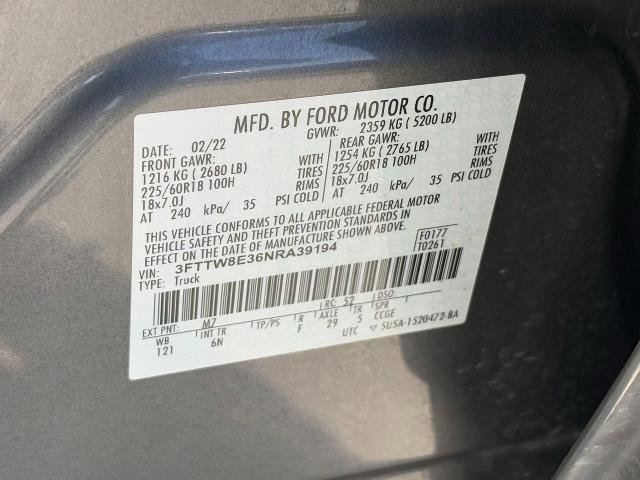 MFD. BY FORD MOTOR CO.
DATE: 02/22 GVWR: 2359 KG ( 5200 LB)
FRONT GAWR: REAR GAWR:
1216 KG ( 2680 LB) WITH 1254 KG ( 2765 LB) WITH
225/60R18 100H TIRES 225/60R18 100H TIRES
18x7.0J RIMS 18x7.0J RIMS
AT 240 kPa/ 35 PSI COLD AT 240 kPa/ 35 PSI COLD
THIS VEHICLE CONFORMS TO ALL APPLICABLE FEDERAL MOTOR
VEHICLE SAFETY AND THEFT PREVENTION STANDARDS IN
EFFECT ON THE DATE OF MANUFACTURE SHOWN ABOVE.
VIN: 3FTTW8E36NRA39194 F0177
TYPE: Truck T0261
EXT PNT: M7 RC: 52 DSO:
WB INT TR TP/PS R AXLE TR SPR
121 6N F 29 5 CCGE
UTC ▽ 5U5A-1520472-BA